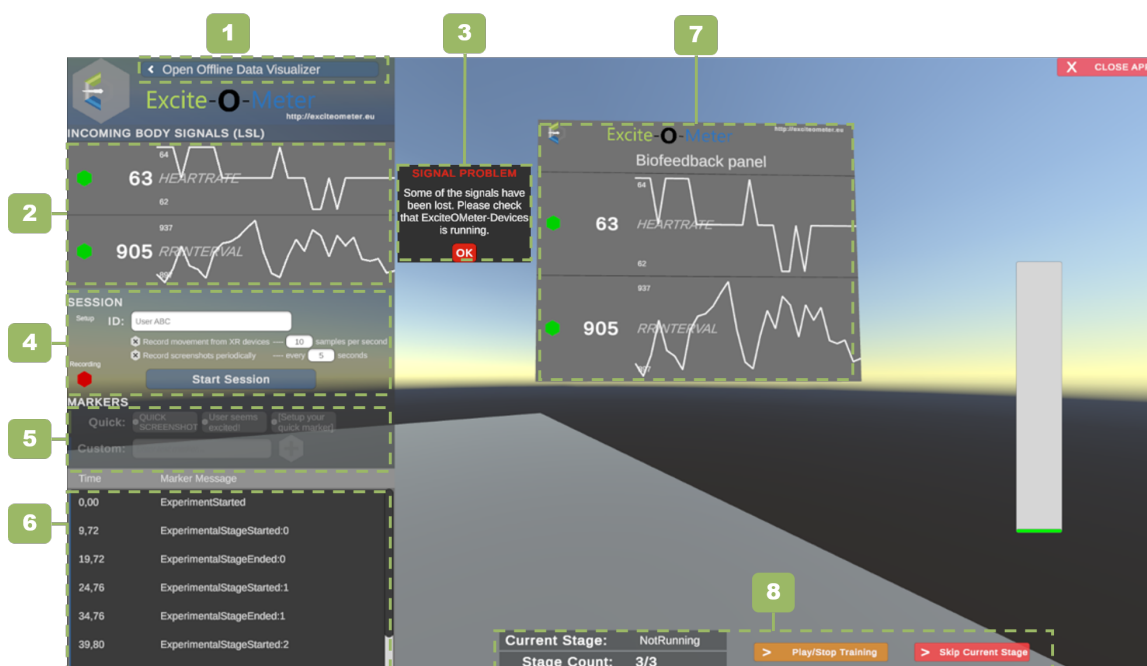 1
3
7
< Open Offline Data Visualizer
X CLOSE APP
Excite-O-Meter
http://exciteometer.eu
INCOMING BODY SIGNALS (LSL)
64
63 HEARTRATE
62
2
937
905 RRINTERVAL
897
SIGNAL PROBLEM
Some of the signals have
been lost. Please check
that ExciteOMeter-Devices
is running.
OK
Excite-O-Meter
http://exciteometer.eu
Biofeedback panel
64
63 HEARTRATE
62
937
905 RRINTERVAL
897
SESSION
Setup ID: User ABC
4
Record movement from XR devices ---- 10 samples per second
Record screenshots periodically ---- every 5 seconds
Recording
Start Session
MARKERS
5
Quick: QUICK SCREENSHOT User seems excited! [Setup your quick marker]
Custom:
Time Marker Message
6
0,00 ExperimentStarted
9,72 ExperimentalStageStarted:0
19,72 ExperimentalStageEnded:0
24,76 ExperimentalStageStarted:1
34,76 ExperimentalStageEnded:1
39,80 ExperimentalStageStarted:2
8
Current Stage: NotRunning
Stage Count: 3/3
> Play/Stop Training
> Skip Current Stage